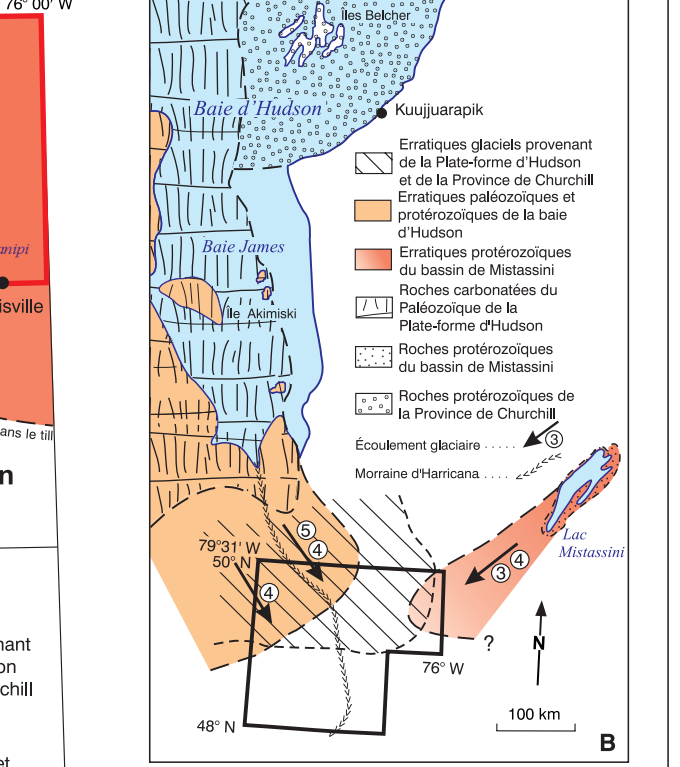 76° 00' W
Îles Belcher
Baie d'Hudson
Kuujjuarapik
Erratiques glaciels provenant
de la Plate-forme d'Hudson
et de la Province de Churchill
Erratiques paléozoïques et
protérozoïques de la baie
d'Hudson
Baie James
Erratiques protérozoïques
du bassin de Mistassini
Roches carbonatées du
Paléozoïque de la
Plate-forme d'Hudson
Île Akimiski
Roches protérozoïques
du bassin de Mistassini
Roches protérozoïques de
la Province de Churchill
Écoulement glaciaire ..... 3
Morraine d'Harricana ....
isville
ans le till
n
Lac
Mistassini
79°31' W
50° N
5
4
4
3 4
?
N
76° W
48° N
100 km
B
nant
on
chill
et